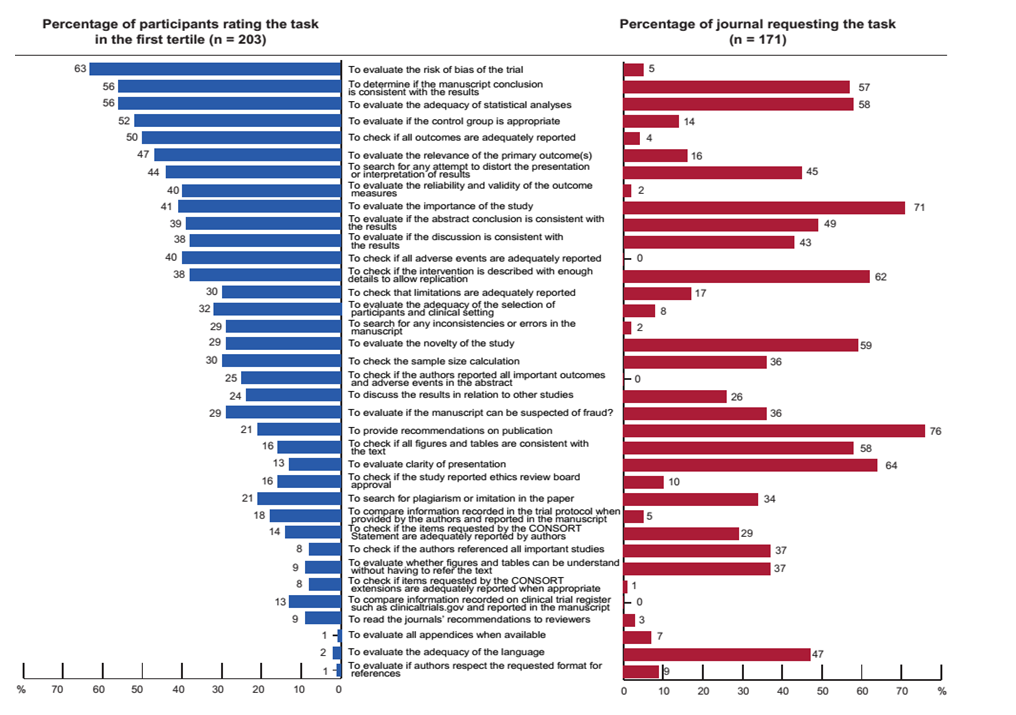 Percentage of participants rating the task
in the first tertile (n = 203)
Percentage of journal requesting the task
(n = 171)
63 To evaluate the risk of bias of the trial 5
56 To determine if the manuscript conclusion
is consistent with the results 57
56 To evaluate the adequacy of statistical analyses 58
52 To evaluate if the control group is appropriate 14
50 To check if all outcomes are adequately reported 4
47 To evaluate the relevance of the primary outcome(s) 16
44 To search for any attempt to distort the presentation
or interpretation of results 45
40 To evaluate the reliability and validity of the outcome
measures 2
41 To evaluate the importance of the study 71
39 To evaluate if the abstract conclusion is consistent with
the results 49
38 To evaluate if the discussion is consistent with
the results 43
40 To check if all adverse events are adequately reported 0
38 To check if the intervention is described with enough
details to allow replication 62
30 To check that limitations are adequately reported 17
32 To evaluate the adequacy of the selection of
participants and clinical setting 8
29 To search for any inconsistencies or errors in the
manuscript 2
29 To evaluate the novelty of the study 59
30 To check the sample size calculation 36
25 To check if the authors reported all important outcomes
and adverse events in the abstract 0
24 To discuss the results in relation to other studies 26
29 To evaluate if the manuscript can be suspected of fraud? 36
21 To provide recommendations on publication 76
16 To check if all figures and tables are consistent with
the text 58
13 To evaluate clarity of presentation 64
16 To check if the study reported ethics review board
approval 10
21 To search for plagiarism or imitation in the paper 34
18 To compare information recorded in the trial protocol when
provided by the authors and reported in the manuscript 5
14 To check if the items requested by the CONSORT
Statement are adequately reported by authors 29
8 To check if the authors referenced all important studies 37
9 To evaluate whether figures and tables can be understand
without having to refer the text 37
8 To check if items requested by the CONSORT
extensions are adequately reported when appropriate 1
13 To compare information recorded on clinical trial register
such as clinicaltrials.gov and reported in the manuscript 0
9 To read the journals' recommendations to reviewers 3
1 To evaluate all appendices when available 7
2 To evaluate the adequacy of the language 47
1 To evaluate if authors respect the requested format for
references 9
% 70 60 50 40 30 20 10 0
0 10 20 30 40 50 60 70 %